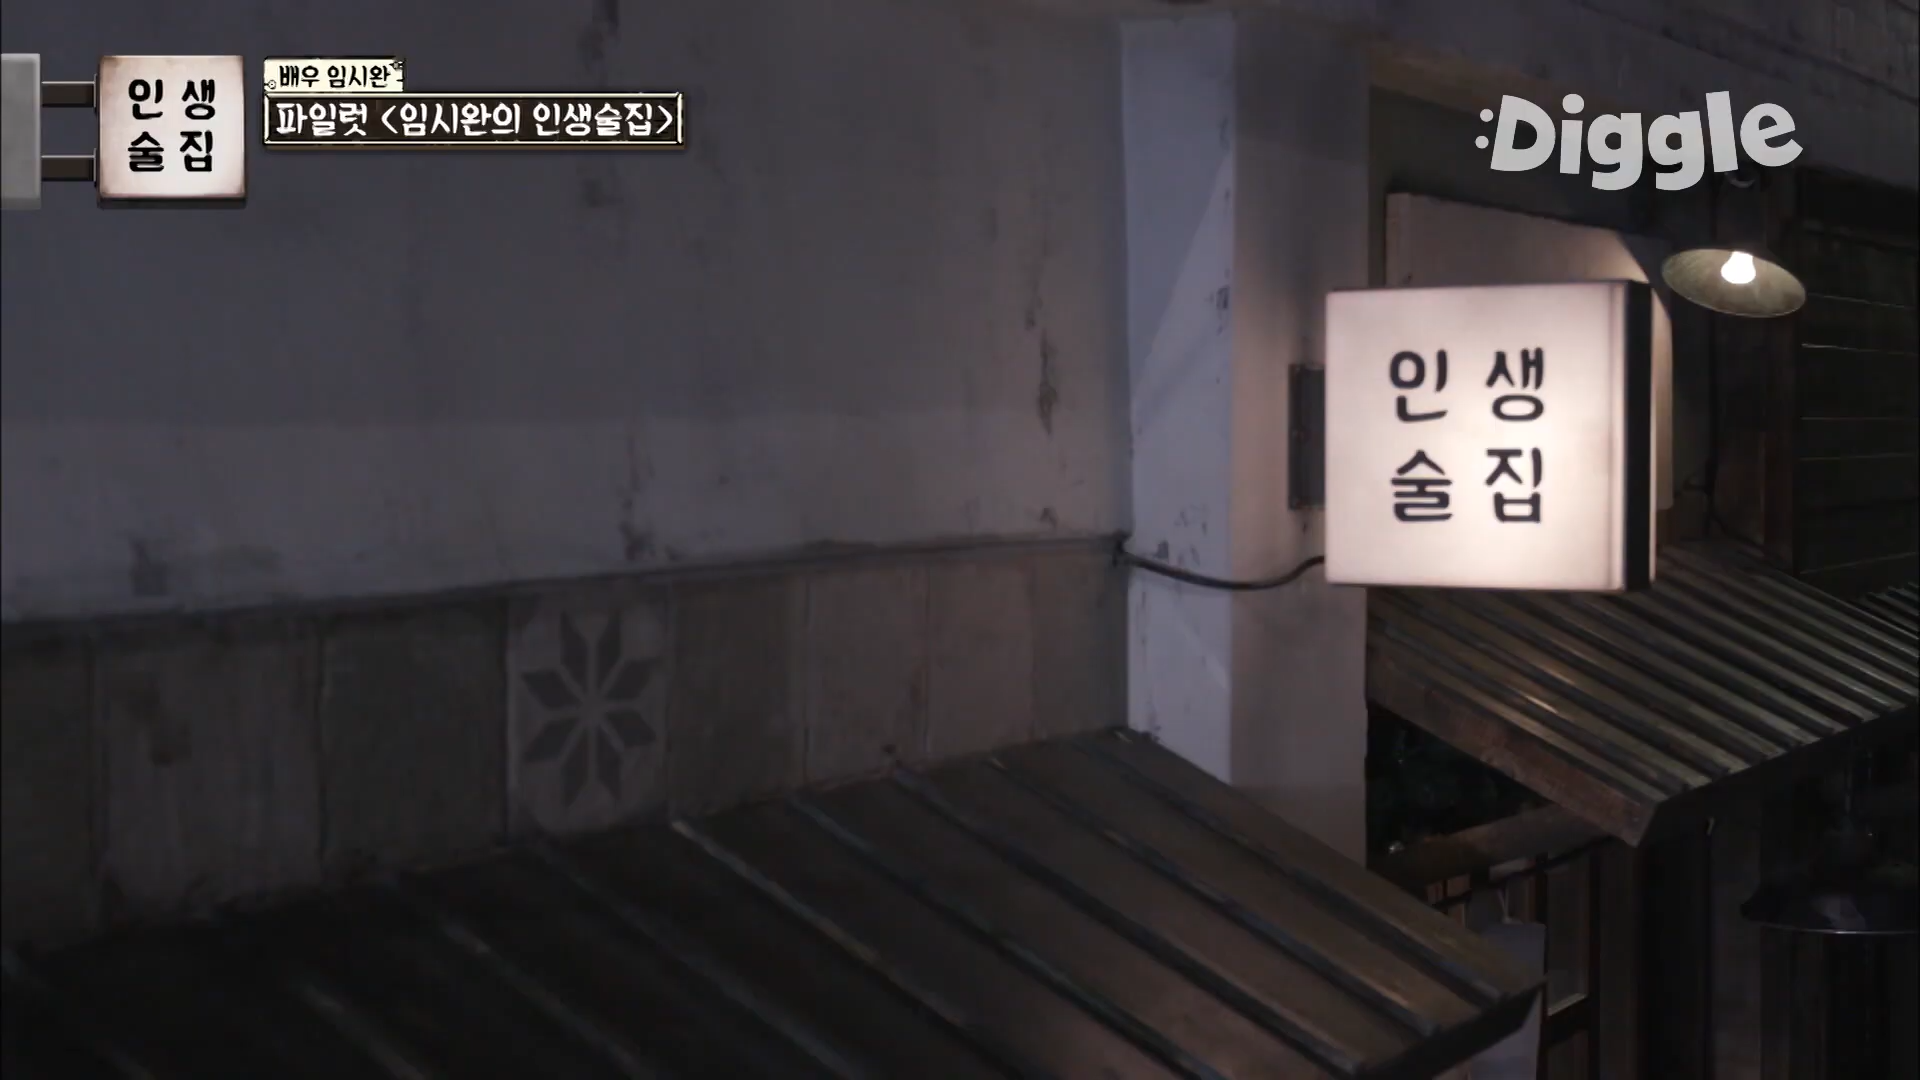 인생
술집
배우 임시완
파일럿 <임시완의 인생술집>
:Diggle
인생
술집